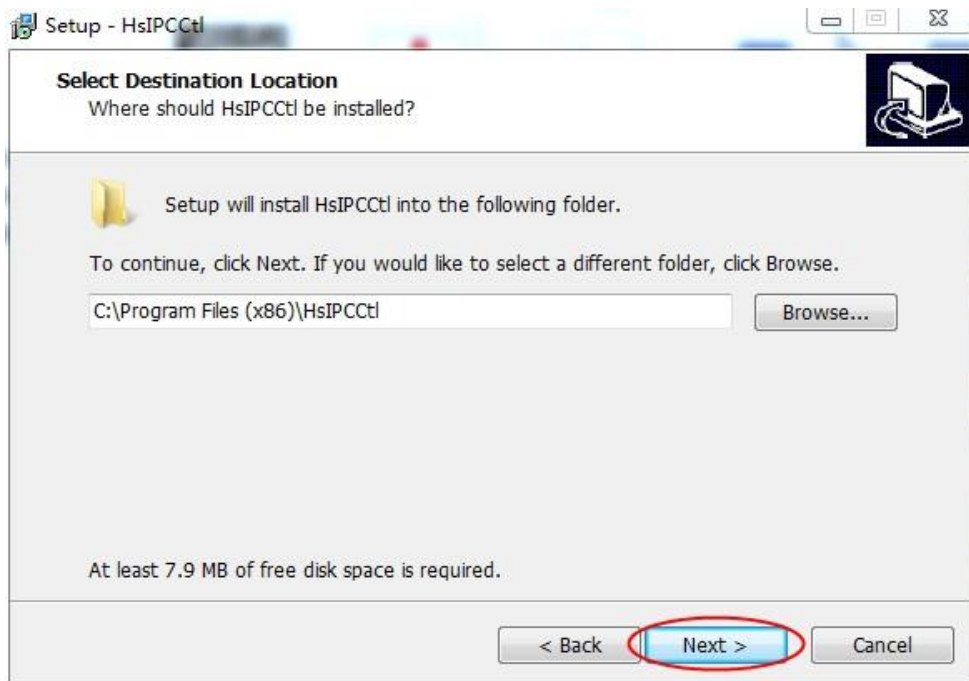 Setup - HsIPCCtl
Select Destination Location
Where should HsIPCCtl be installed?
Setup will install HsIPCCtl into the following folder.
To continue, click Next. If you would like to select a different folder, click Browse.
C:\Program Files (x86)\HsIPCCtl
Browse...
At least 7.9 MB of free disk space is required.
< Back
Next >
Cancel